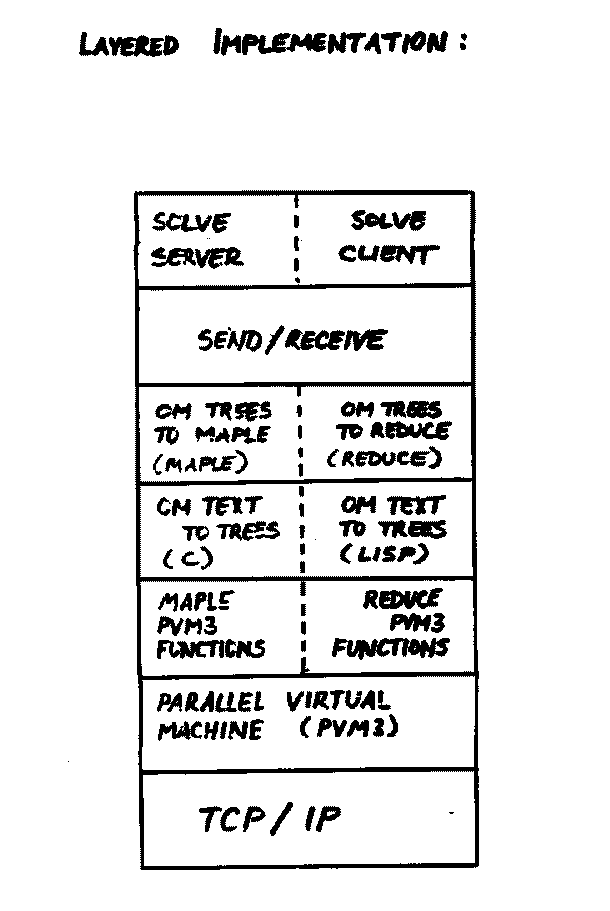 LAYERED IMPLEMENTATION:
SOLVE
SERVER
SOLVE
CLIENT
SEND/RECEIVE
OM TREES
TO MAPLE
(MAPLE)
OM TREES
TO REDUCE
(REDUCE)
OM TEXT
TO TREES
(C)
OM TEXT
TO TREES
(LISP)
MAPLE
PVM3
FUNCTIONS
REDUCE
PVM3
FUNCTIONS
PARALLEL VIRTUAL
MACHINE (PVM3)
TCP/IP